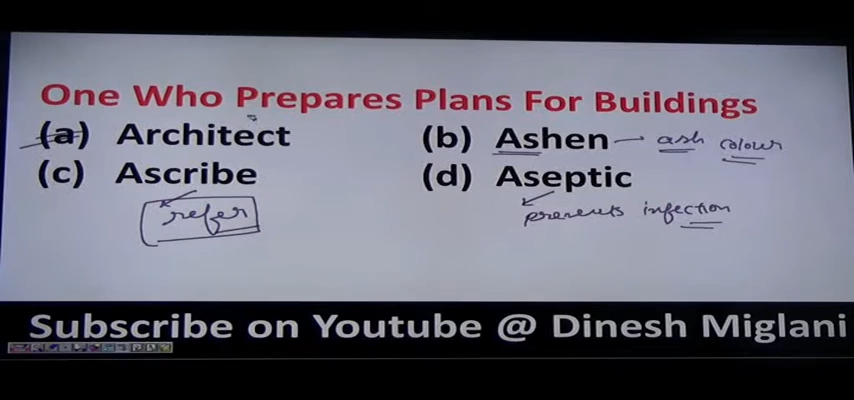 One Who Prepares Plans For Buildings
(a) Architect (b) Ashen → ash colour
(c) Ascribe (d) Aseptic
refer prevents infection
Subscribe on Youtube @ Dinesh Miglani